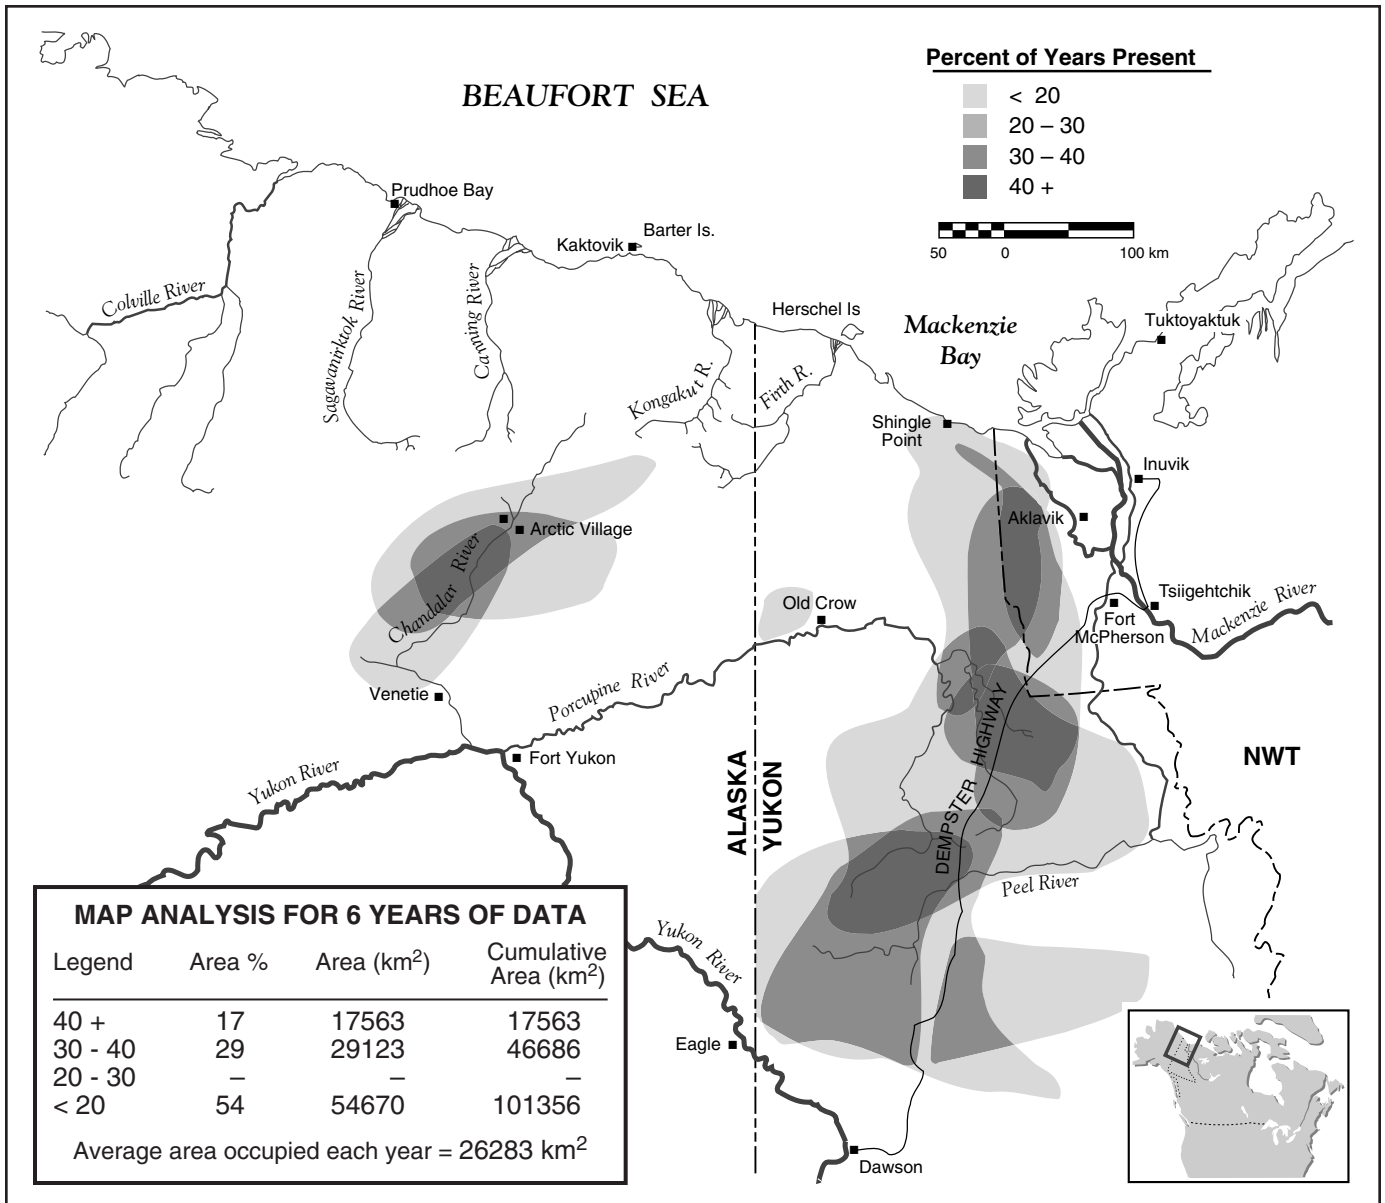 BEAUFORT SEA
Percent of Years Present
< 20
20 – 30
30 – 40
40 +
50 0 100 km
Prudhoe Bay
Barter Is.
Kaktovik
Colville River
Sagavanirktok River
Canning River
Herschel Is
Mackenzie
Bay
Tuktoyaktuk
Kongakut R.
Firth R.
Shingle
Point
Inuvik
Aklavik
Arctic Village
Chandalar River
Old Crow
Tsiigehtchik
Fort
McPherson
Mackenzie River
Venetie
Porcupine River
Fort Yukon
Yukon River
ALASKA
YUKON
DEMPSTER HIGHWAY
NWT
Peel River
Yukon River
Eagle
Dawson
MAP ANALYSIS FOR 6 YEARS OF DATA
Legend Area % Area (km2) Cumulative
Area (km2)
40 + 17 17563 17563
30 - 40 29 29123 46686
20 - 30 – – –
< 20 54 54670 101356
Average area occupied each year = 26283 km2